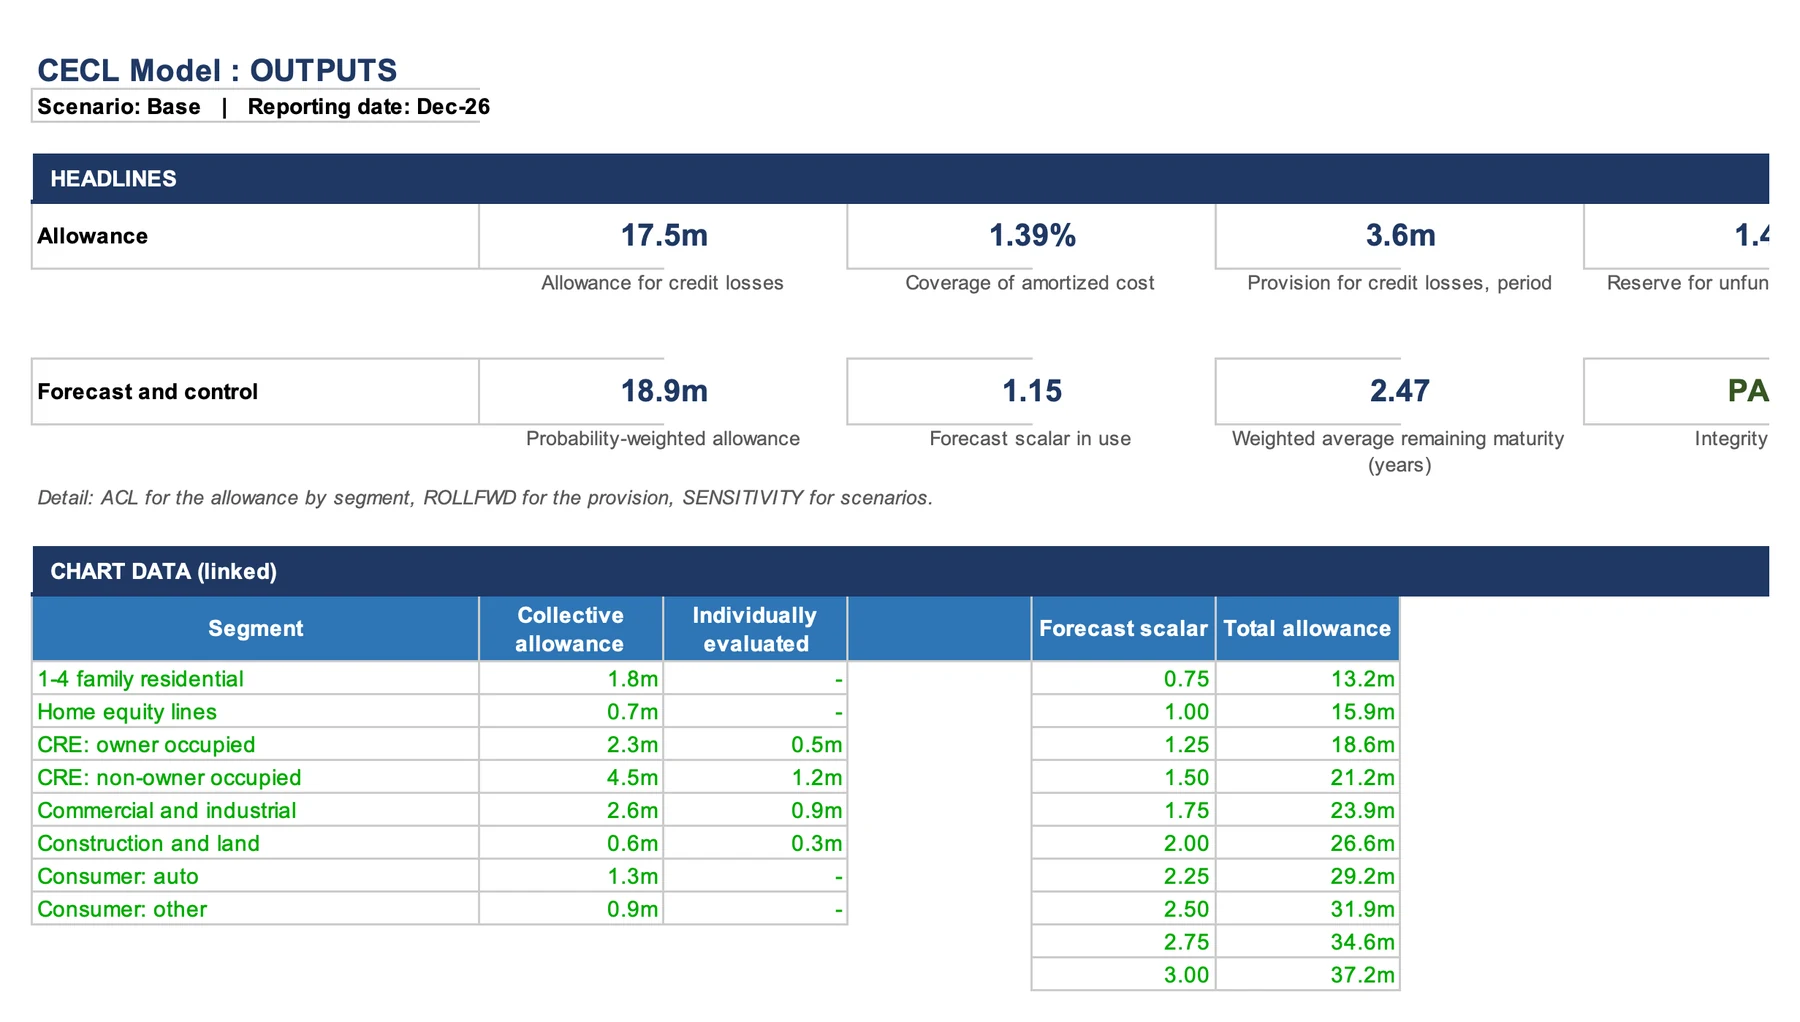 CECL Model : OUTPUTS
Scenario: Base | Reporting date: Dec-26
HEADLINES
Allowance 17.5m 1.39% 3.6m 1.4
Allowance for credit losses Coverage of amortized cost Provision for credit losses, period Reserve for unfun
Forecast and control 18.9m 1.15 2.47 PA
Probability-weighted allowance Forecast scalar in use Weighted average remaining maturity Integrity
(years)
Detail: ACL for the allowance by segment, ROLLFWD for the provision, SENSITIVITY for scenarios.
CHART DATA (linked)
Segment Collective allowance Individually evaluated Forecast scalar Total allowance
1-4 family residential 1.8m - 0.75 13.2m
Home equity lines 0.7m - 1.00 15.9m
CRE: owner occupied 2.3m 0.5m 1.25 18.6m
CRE: non-owner occupied 4.5m 1.2m 1.50 21.2m
Commercial and industrial 2.6m 0.9m 1.75 23.9m
Construction and land 0.6m 0.3m 2.00 26.6m
Consumer: auto 1.3m - 2.25 29.2m
Consumer: other 0.9m - 2.50 31.9m
2.75 34.6m
3.00 37.2m